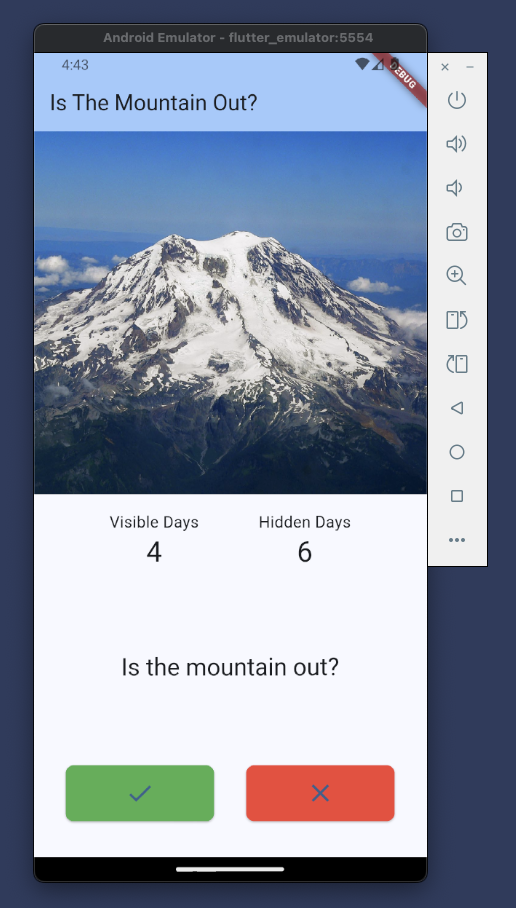 Android Emulator - flutter_emulator:5554
4:43
DEBUG
Is The Mountain Out?
Visible Days
Hidden Days
4
6
Is the mountain out?